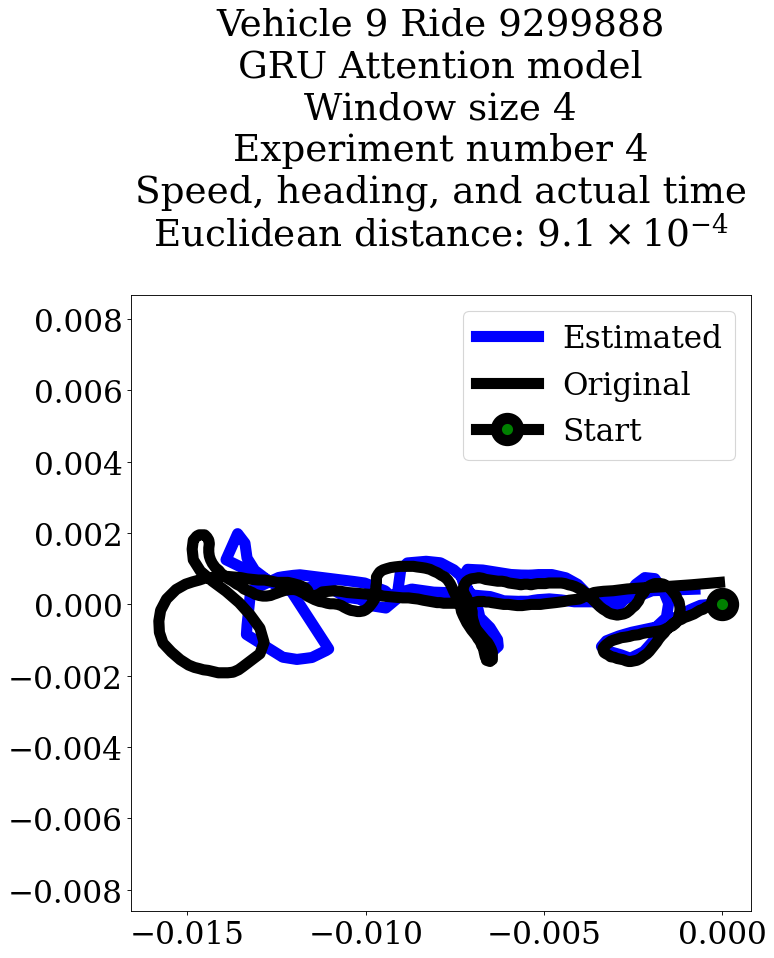 Vehicle 9 Ride 9299888
GRU Attention model
Window size 4
Experiment number 4
Speed, heading, and actual time
Euclidean distance: 9.1 × 10⁻⁴
Estimated
Original
Start
0.008
0.006
0.004
0.002
0.000
−0.002
−0.004
−0.006
−0.008
−0.015 −0.010 −0.005 0.000